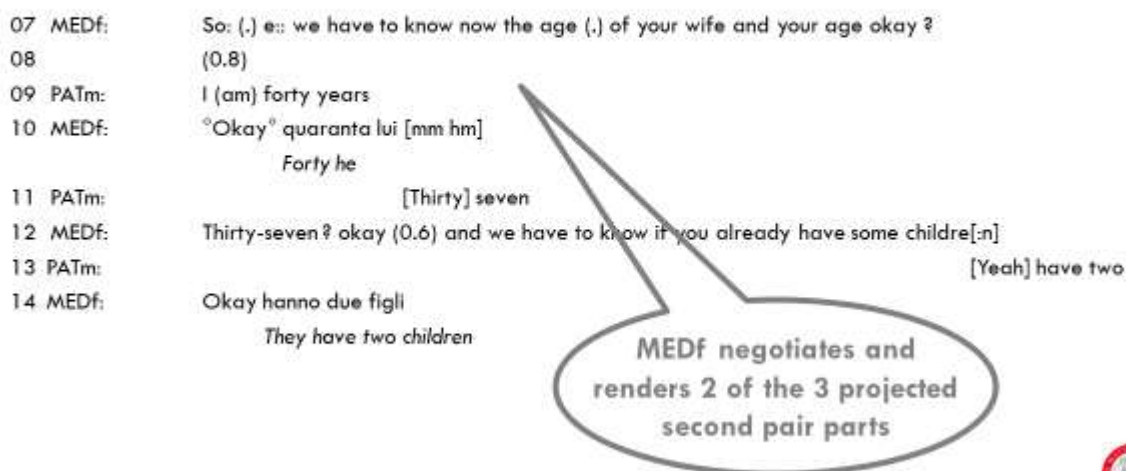 07 MEDf: So: (.) e:: we have to know now the age (.) of your wife and your age okay ?
08 (0.8)
09 PATm: I (am) forty years
10 MEDf: °Okay° quaranta lui [mm hm]
Forty he
11 PATm: [Thirty] seven
12 MEDf: Thirty-seven? okay (0.6) and we have to know if you already have some childre[:n]
13 PATm: [Yeah] have two
14 MEDf: Okay hanno due figli
They have two children
MEDf negotiates and
renders 2 of the 3 projected
second pair parts